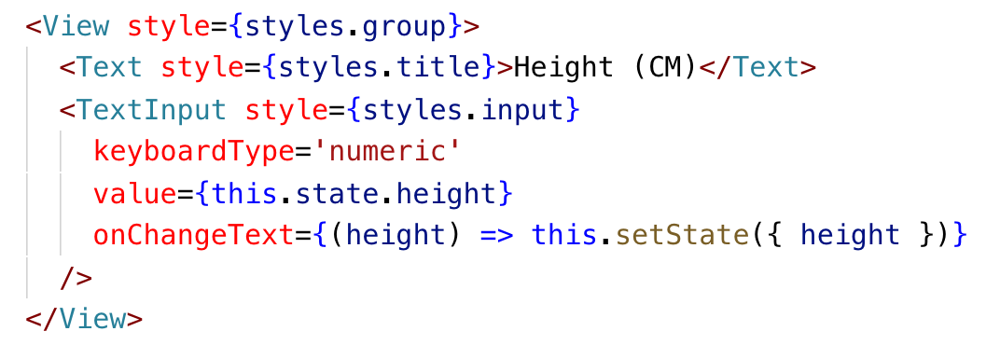 <View style={styles.group}>
  <Text style={styles.title}>Height (CM)</Text>
  <TextInput style={styles.input}
    keyboardType='numeric'
    value={this.state.height}
    onChangeText={(height) => this.setState({ height })}
  />
</View>